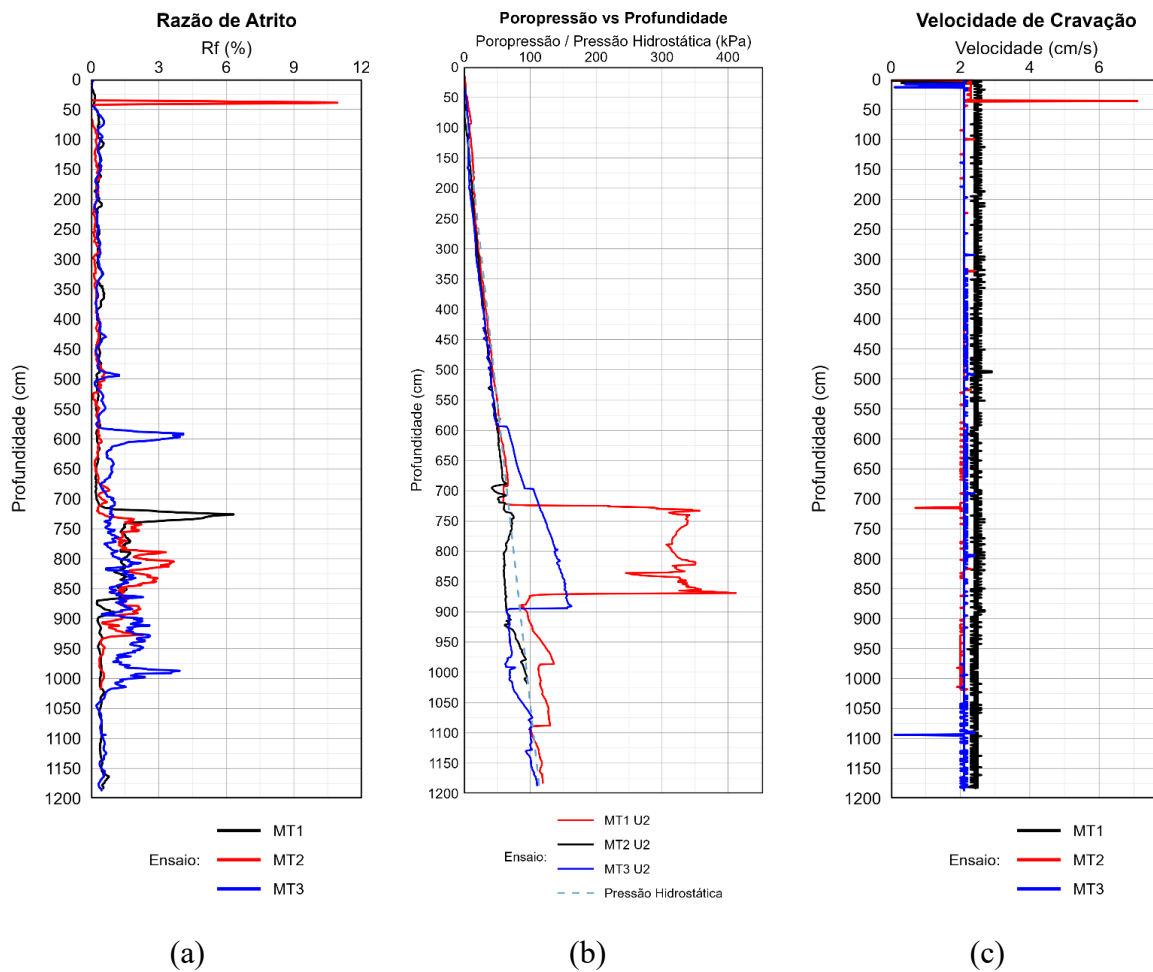 Razão de Atrito
Rf (%)
0 3 6 9 12
0
50
100
150
200
250
300
350
400
450
500
550
600
650
700
750
800
850
900
950
1000
1050
1100
1150
1200
Profundidade (cm)
Ensaio:
MT1
MT2
MT3
(a)
Poropressão vs Profundidade
Poropressão / Pressão Hidrostática (kPa)
0 100 200 300 400
0
50
100
150
200
250
300
350
400
450
500
550
600
650
700
750
800
850
900
950
1000
1050
1100
1150
1200
Profundidade (cm)
Ensaio:
MT1 U2
MT2 U2
MT3 U2
Pressão Hidrostática
(b)
Velocidade de Cravação
Velocidade (cm/s)
0 2 4 6
0
50
100
150
200
250
300
350
400
450
500
550
600
650
700
750
800
850
900
950
1000
1050
1100
1150
1200
Profundidade (cm)
Ensaio:
MT1
MT2
MT3
(c)